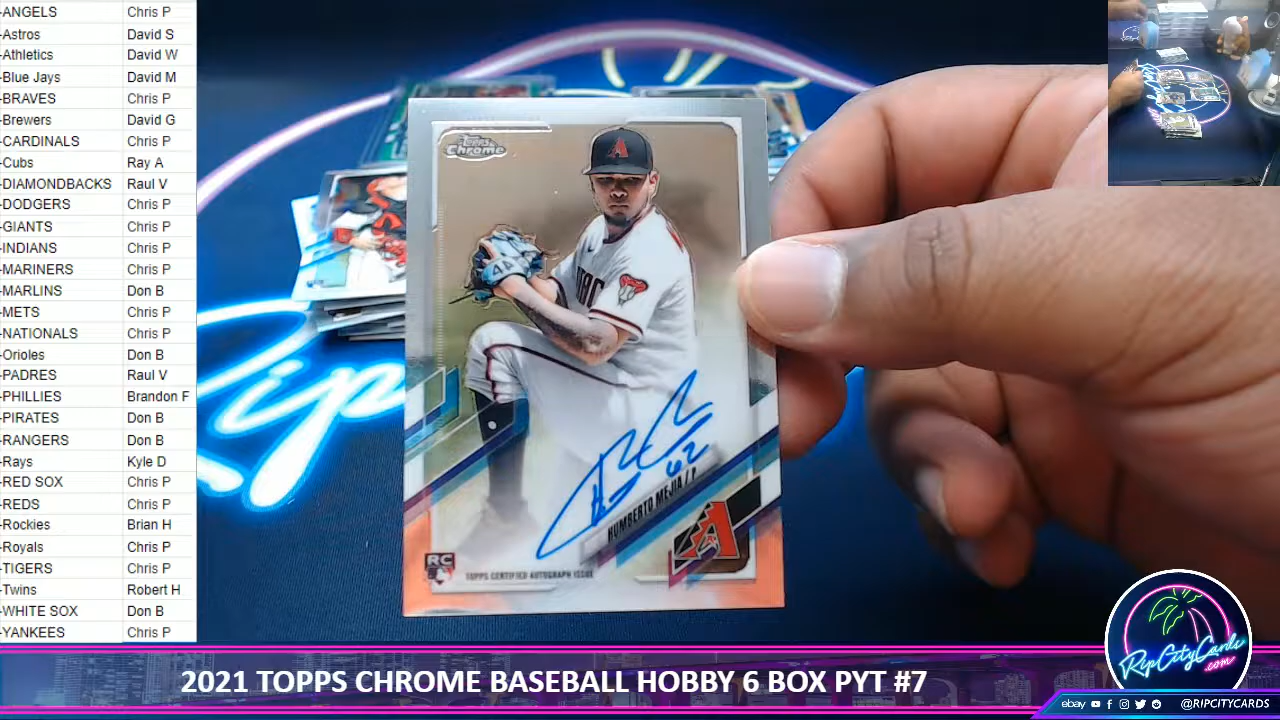 -ANGELS Chris P
-Astros David S
-Athletics David W
-Blue Jays David M
-BRAVES Chris P
-Brewers David G
-CARDINALS Chris P
-Cubs Ray A
-DIAMONDBACKS Raul V
-DODGERS Chris P
-GIANTS Chris P
-INDIANS Chris P
-MARINERS Chris P
-MARLINS Don B
-METS Chris P
-NATIONALS Chris P
-Orioles Don B
-PADRES Raul V
-PHILLIES Brandon F
-PIRATES Don B
-RANGERS Don B
-Rays Kyle D
-RED SOX Chris P
-REDS Chris P
-Rockies Brian H
-Royals Chris P
-TIGERS Chris P
-Twins Robert H
-WHITE SOX Don B
-YANKEES Chris P
Topps
Chrome
A
62
HUMBERTO MEJIA / P
RC
TOPPS CERTIFIED AUTOGRAPH ISSUE
Rip
RipCityCards
.com
2021 TOPPS CHROME BASEBALL HOBBY 6 BOX PYT #7
ebay @RIPCITYCARDS